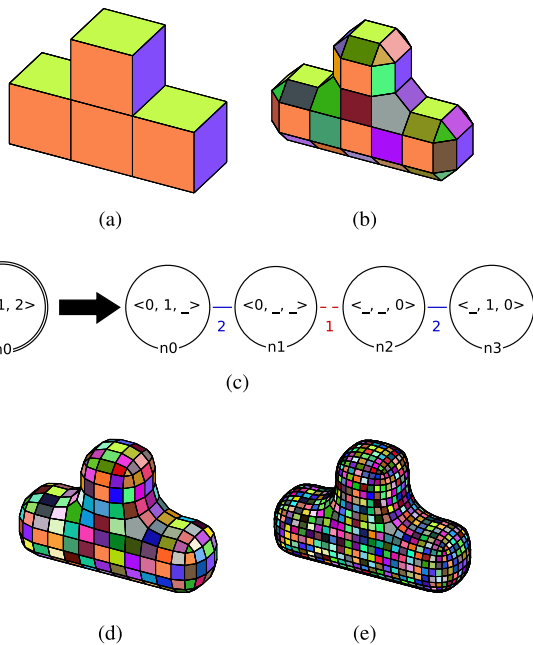 (a) (b)
1, 2> <0, 1, _> <0, _, _> <_, _, 0> <_, 1, 0>
2 1 2
n0 n0 n1 n2 n3
(c)
(d) (e)